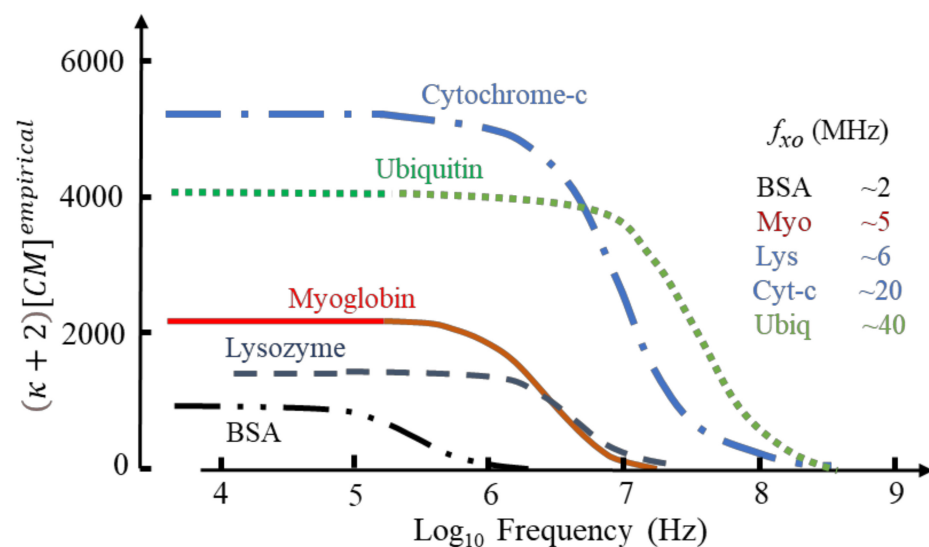 (κ + 2)[CM]^empirical
6000
4000
2000
0
Cytochrome-c
Ubiquitin
Myoglobin
Lysozyme
BSA
f_xo (MHz)
BSA ~2
Myo ~5
Lys ~6
Cyt-c ~20
Ubiq ~40
4 5 6 7 8 9
Log₁₀ Frequency (Hz)